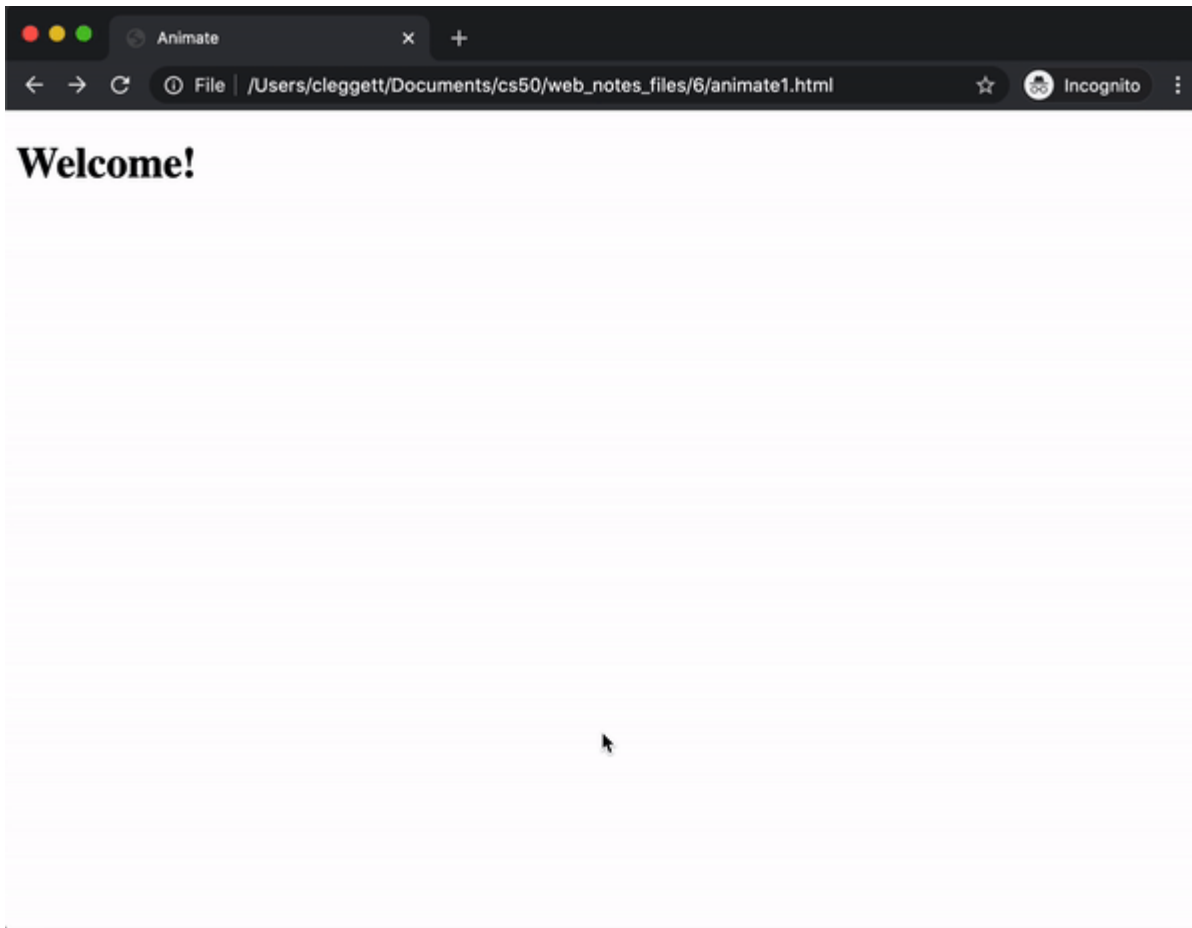 Animate
File /Users/cleggett/Documents/cs50/web_notes_files/6/animate1.html Incognito
Welcome!